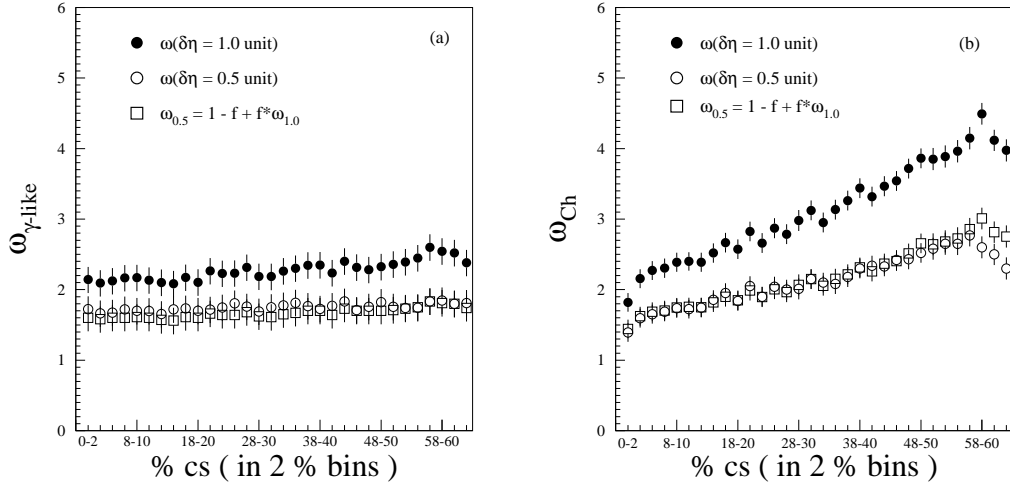 6
5
4
3
2
1
0
(a)
ω(δη = 1.0 unit)
ω(δη = 0.5 unit)
ω0.5 = 1 - f + f*ω1.0
ωγ-like
0-2 8-10 18-20 28-30 38-40 48-50 58-60
% cs ( in 2 % bins )
6
5
4
3
2
1
0
(b)
ω(δη = 1.0 unit)
ω(δη = 0.5 unit)
ω0.5 = 1 - f + f*ω1.0
ωCh
0-2 8-10 18-20 28-30 38-40 48-50 58-60
% cs ( in 2 % bins )